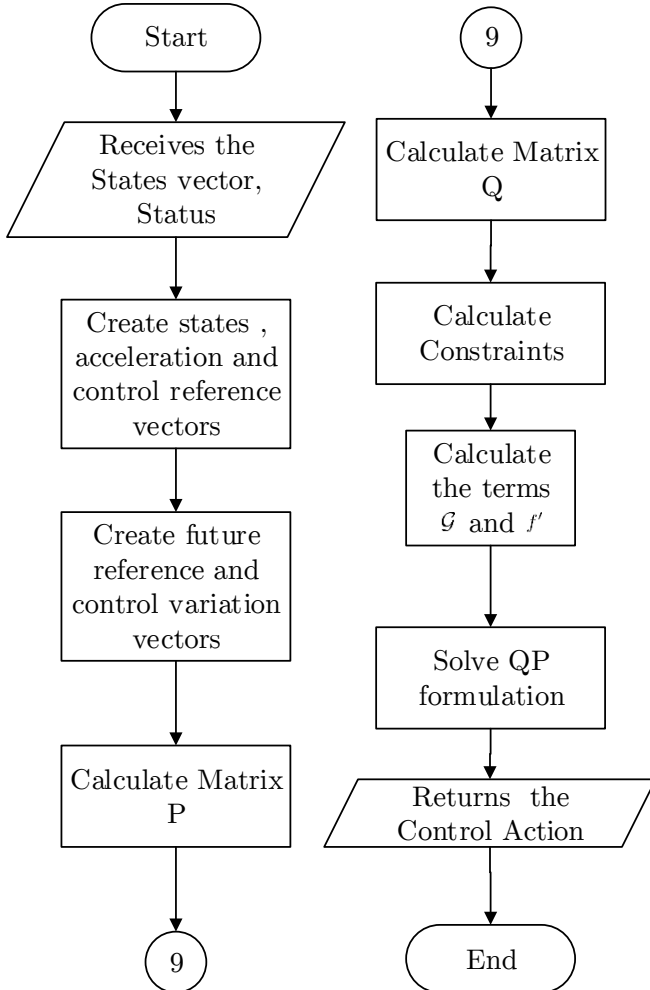 Start
Receives the
States vector,
Status
Create states ,
acceleration and
control reference
vectors
Create future
reference and
control variation
vectors
Calculate Matrix
P
9
9
Calculate Matrix
Q
Calculate
Constraints
Calculate
the terms
𝒢 and f′
Solve QP
formulation
Returns the
Control Action
End